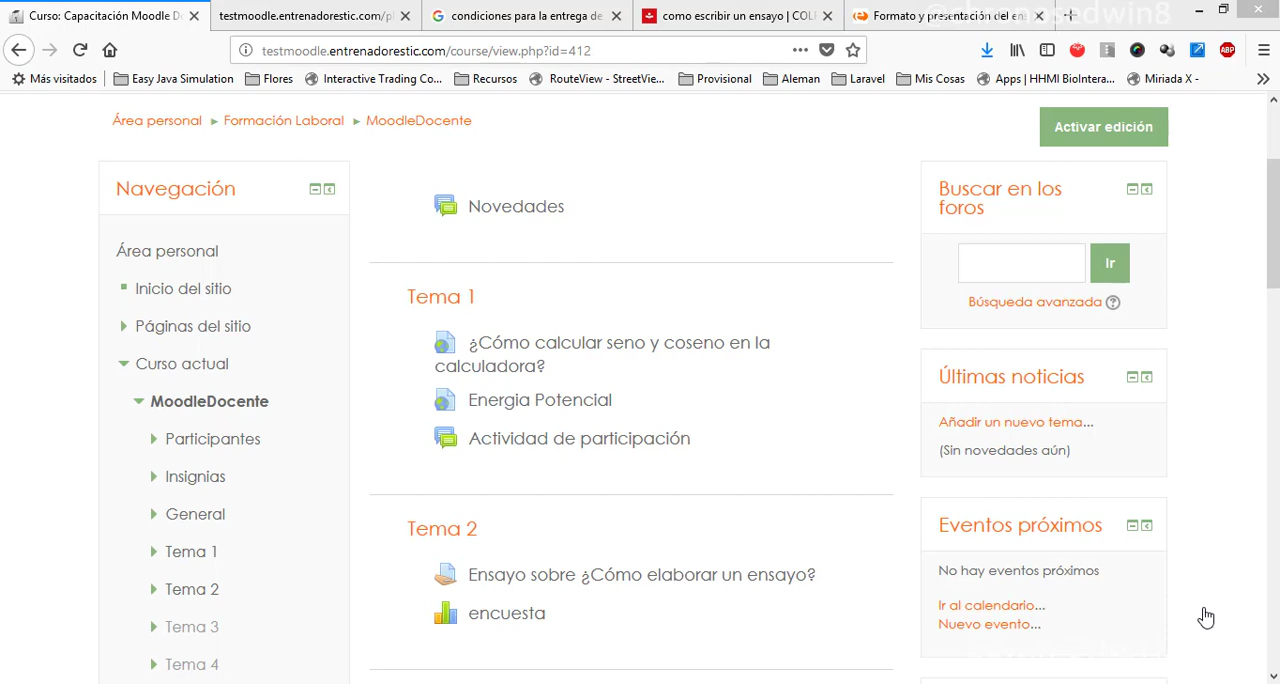 Curso: Capacitación Moodle D
testmoodle.entrenadorestic.com/pl
condiciones para la entrega de
como escribir un ensayo | COLE
Formato y presentación del en
testmoodle.entrenadorestic.com/course/view.php?id=412
Más visitados
Easy Java Simulation
Flores
Interactive Trading Co...
Recursos
RouteView - StreetVie...
Provisional
Aleman
Laravel
Mis Cosas
Apps | HHMI BioIntera...
Miriada X -
ABP
Área personal ► Formación Laboral ► MoodleDocente
Activar edición
Navegación
Área personal
Inicio del sitio
Páginas del sitio
Curso actual
MoodleDocente
Participantes
Insignias
General
Tema 1
Tema 2
Tema 3
Tema 4
Novedades
Tema 1
¿Cómo calcular seno y coseno en la
calculadora?
Energia Potencial
Actividad de participación
Tema 2
Ensayo sobre ¿Cómo elaborar un ensayo?
encuesta
Buscar en los
foros
Ir
Búsqueda avanzada
Últimas noticias
Añadir un nuevo tema...
(Sin novedades aún)
Eventos próximos
No hay eventos próximos
Ir al calendario...
Nuevo evento...